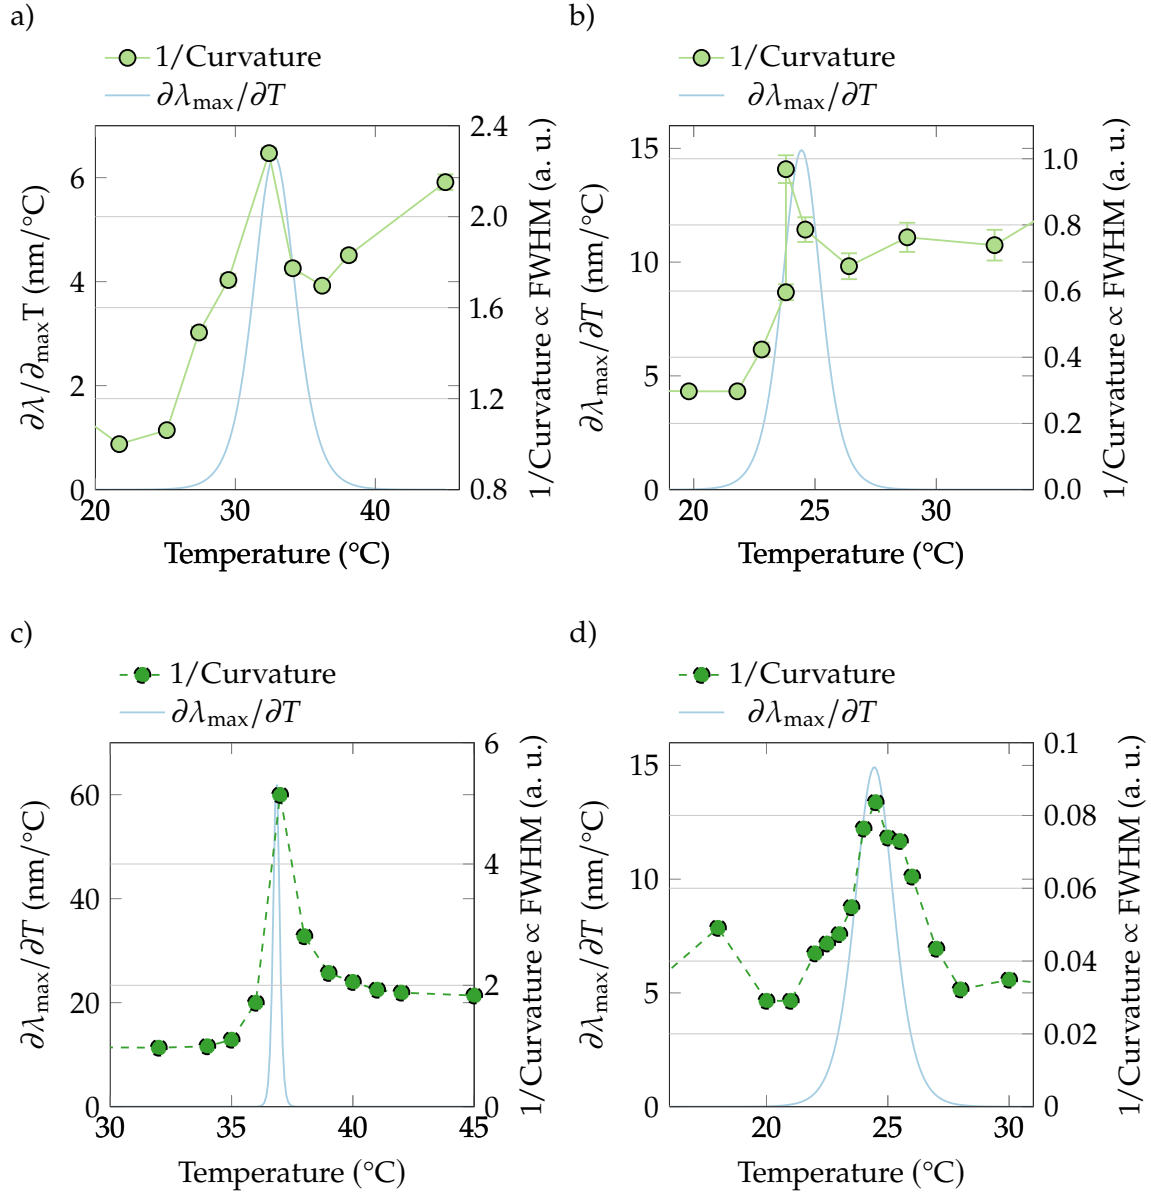 a)
1/Curvature
∂λmax/∂T
2.4
2.0
1.6
1.2
0.8
6
4
2
0
20
30
40
∂λ/∂maxT (nm/°C)
1/Curvature ∝ FWHM (a. u.)
Temperature (°C)
b)
1/Curvature
∂λmax/∂T
15
10
5
0
1.0
0.8
0.6
0.4
0.2
0.0
20
25
30
∂λmax/∂T (nm/°C)
1/Curvature ∝ FWHM (a. u.)
Temperature (°C)
c)
1/Curvature
∂λmax/∂T
60
40
20
0
6
4
2
0
30
35
40
45
∂λmax/∂T (nm/°C)
1/Curvature ∝ FWHM (a. u.)
Temperature (°C)
d)
1/Curvature
∂λmax/∂T
15
10
5
0
0.1
0.08
0.06
0.04
0.02
0
20
25
30
∂λmax/∂T (nm/°C)
1/Curvature ∝ FWHM (a. u.)
Temperature (°C)